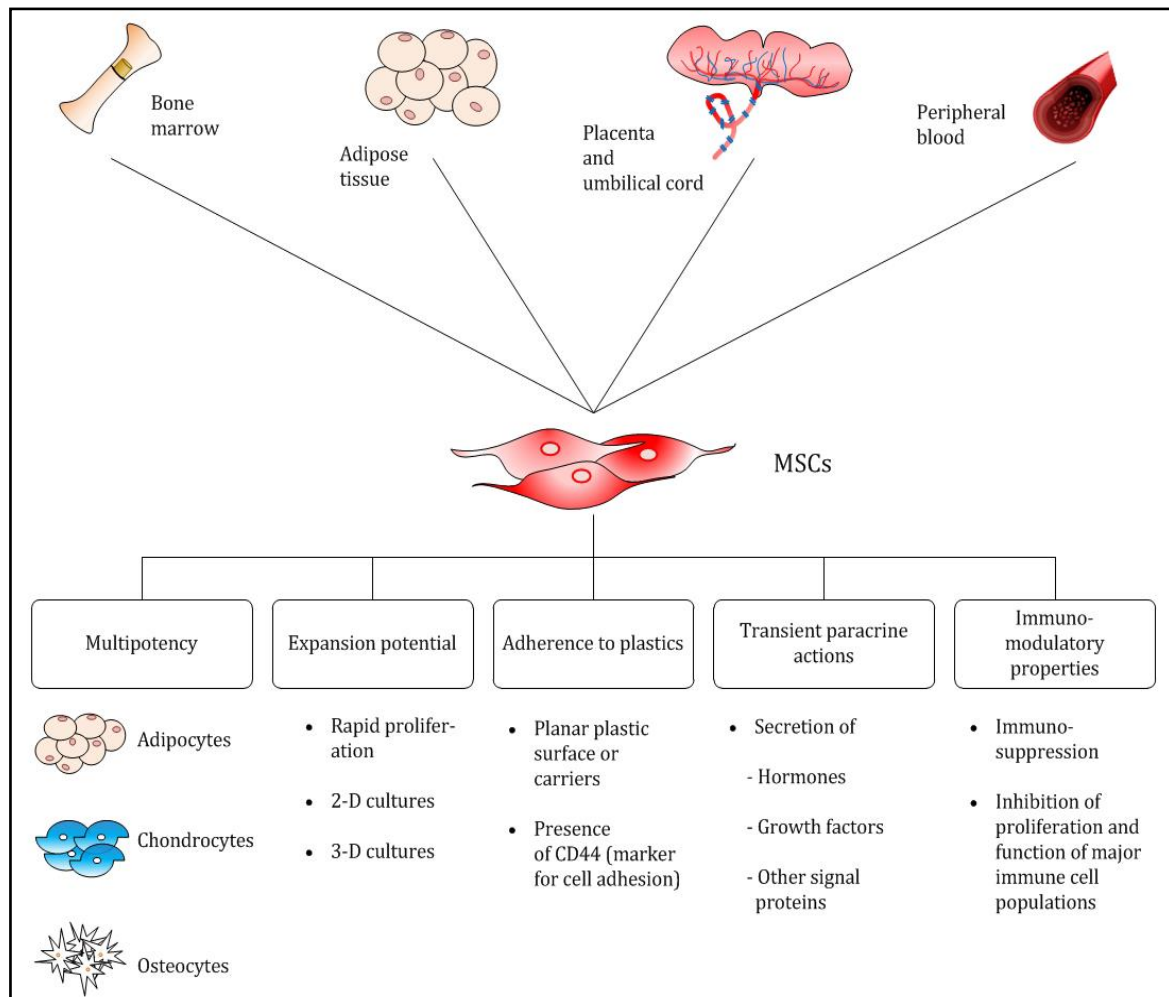 Bone
marrow
Adipose
tissue
Placenta
and
umbilical cord
Peripheral
blood
MSCs
Multipotency
Expansion potential
Adherence to plastics
Transient paracrine
actions
Immuno-
modulatory
properties
Adipocytes
Chondrocytes
Osteocytes
• Rapid prolifer-
ation
• 2-D cultures
• 3-D cultures
• Planar plastic
surface or
carriers
• Presence
of CD44 (marker
for cell adhesion)
• Secretion of
- Hormones
- Growth factors
- Other signal
proteins
• Immuno-
suppression
• Inhibition of
proliferation and
function of major
immune cell
populations